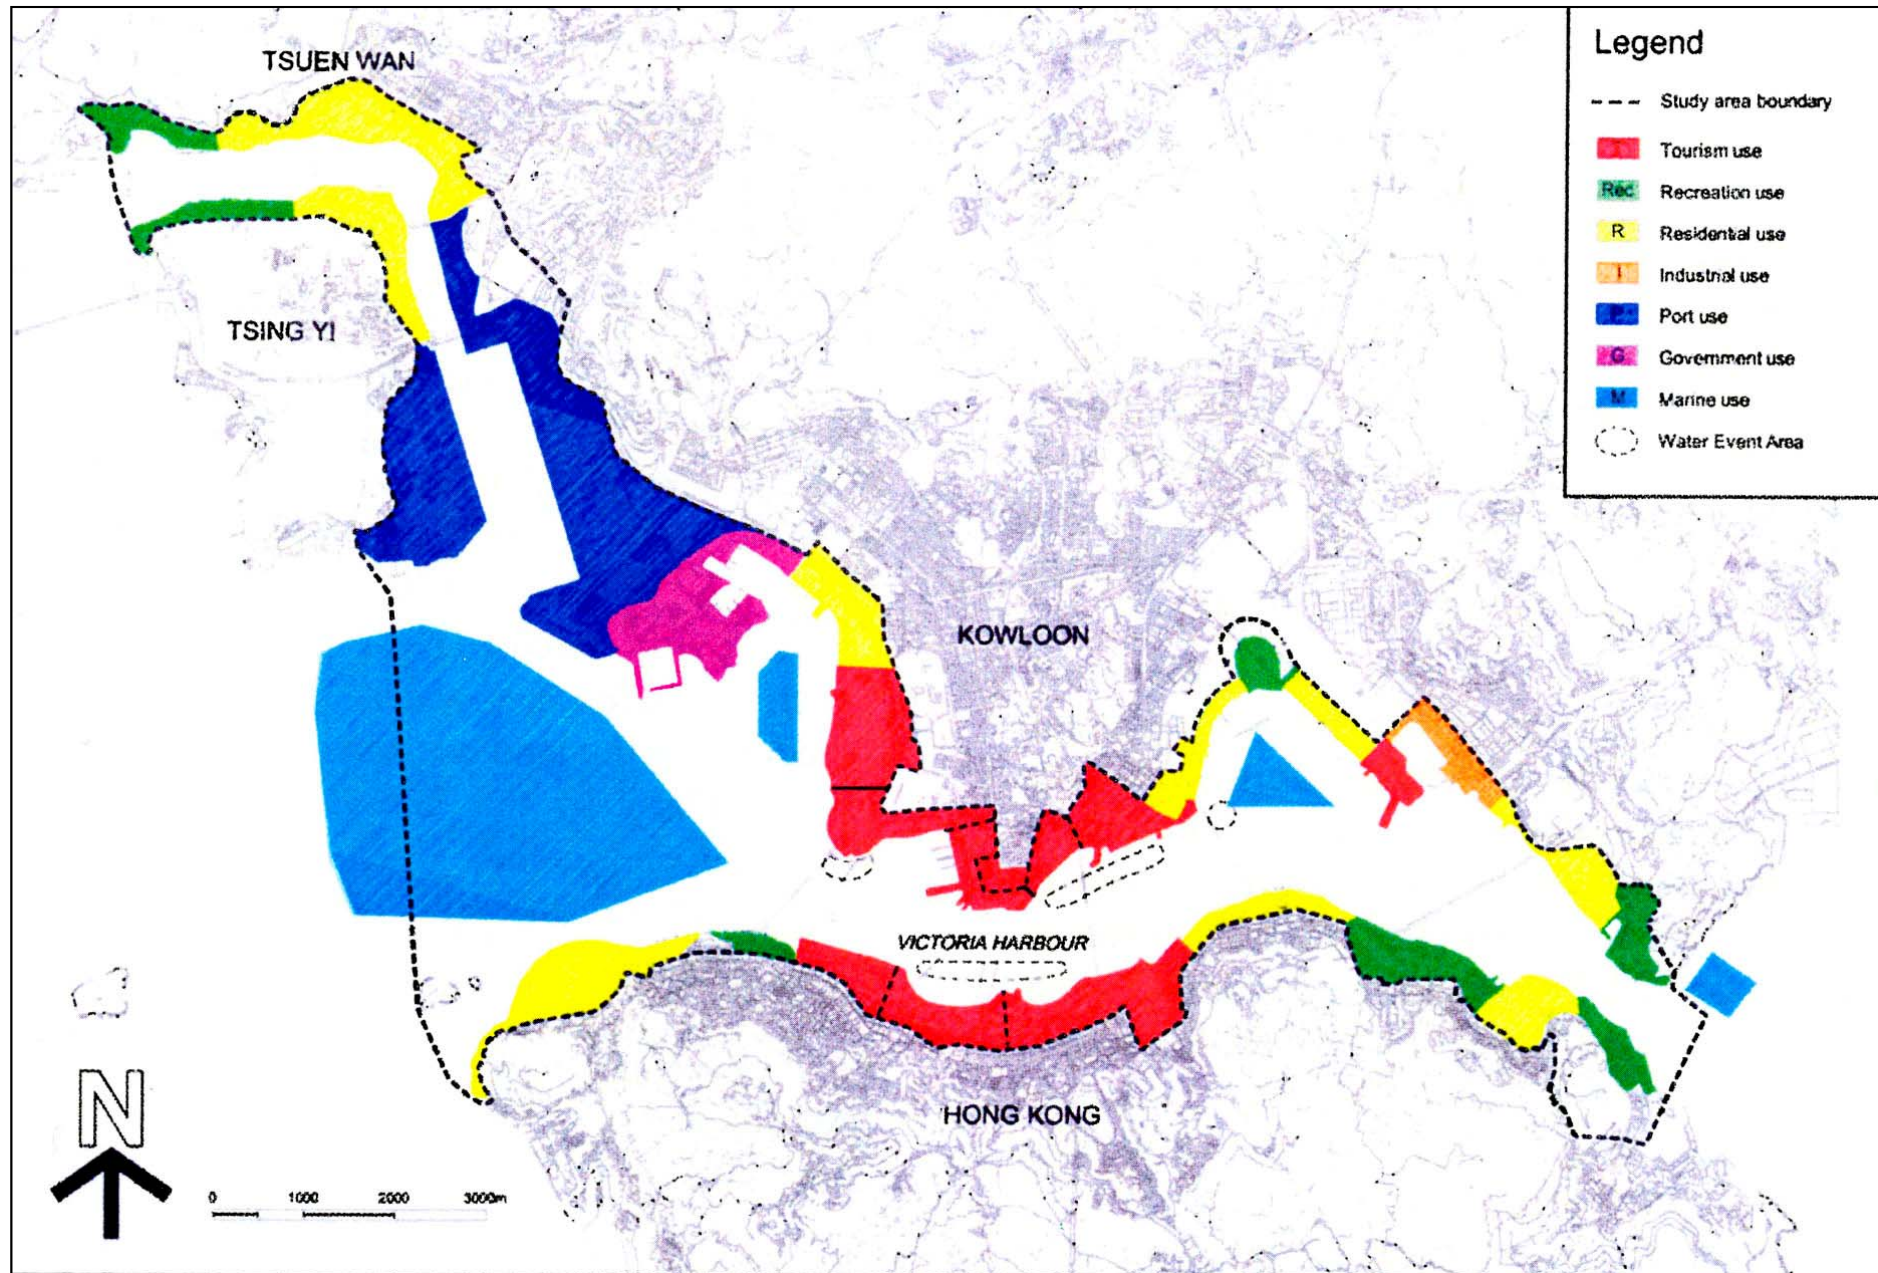 TSUEN WAN
Legend
Study area boundary
Tourism use
Rec Recreation use
R Residential use
I Industrial use
TSING YI
Port use
G Government use
M Marine use
Water Event Area
KOWLOON
VICTORIA HARBOUR
HONG KONG
N
0 1000 2000 3000m